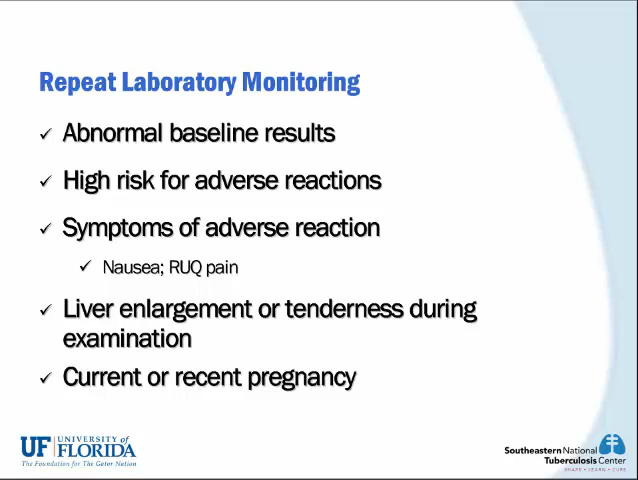 Repeat Laboratory Monitoring
Abnormal baseline results
High risk for adverse reactions
Symptoms of adverse reaction
Nausea; RUQ pain
Liver enlargement or tenderness during
examination
Current or recent pregnancy
UF UNIVERSITY of
FLORIDA
The Foundation for The Gator Nation
Southeastern National
Tuberculosis Center
SHARE • LEARN • CURE